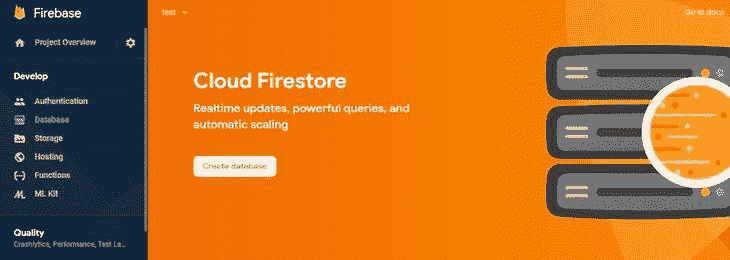 Firebase
Project Overview
Develop
Authentication
Database
Storage
Hosting
Functions
ML Kit
Quality
Crashlytics, Performance, Test La...
test
Go to docs
Cloud Firestore
Realtime updates, powerful queries, and
automatic scaling
Create database